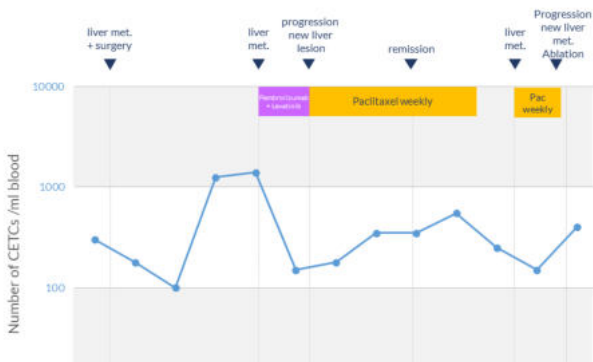 liver met.
+ surgery
liver
met.
progression
new liver
lesion
remission
liver
met.
Progression
new liver
met.
Ablation
10000
Paclitaxel weekly
Pac
weekly
1000
100
Number of CETCs /ml blood